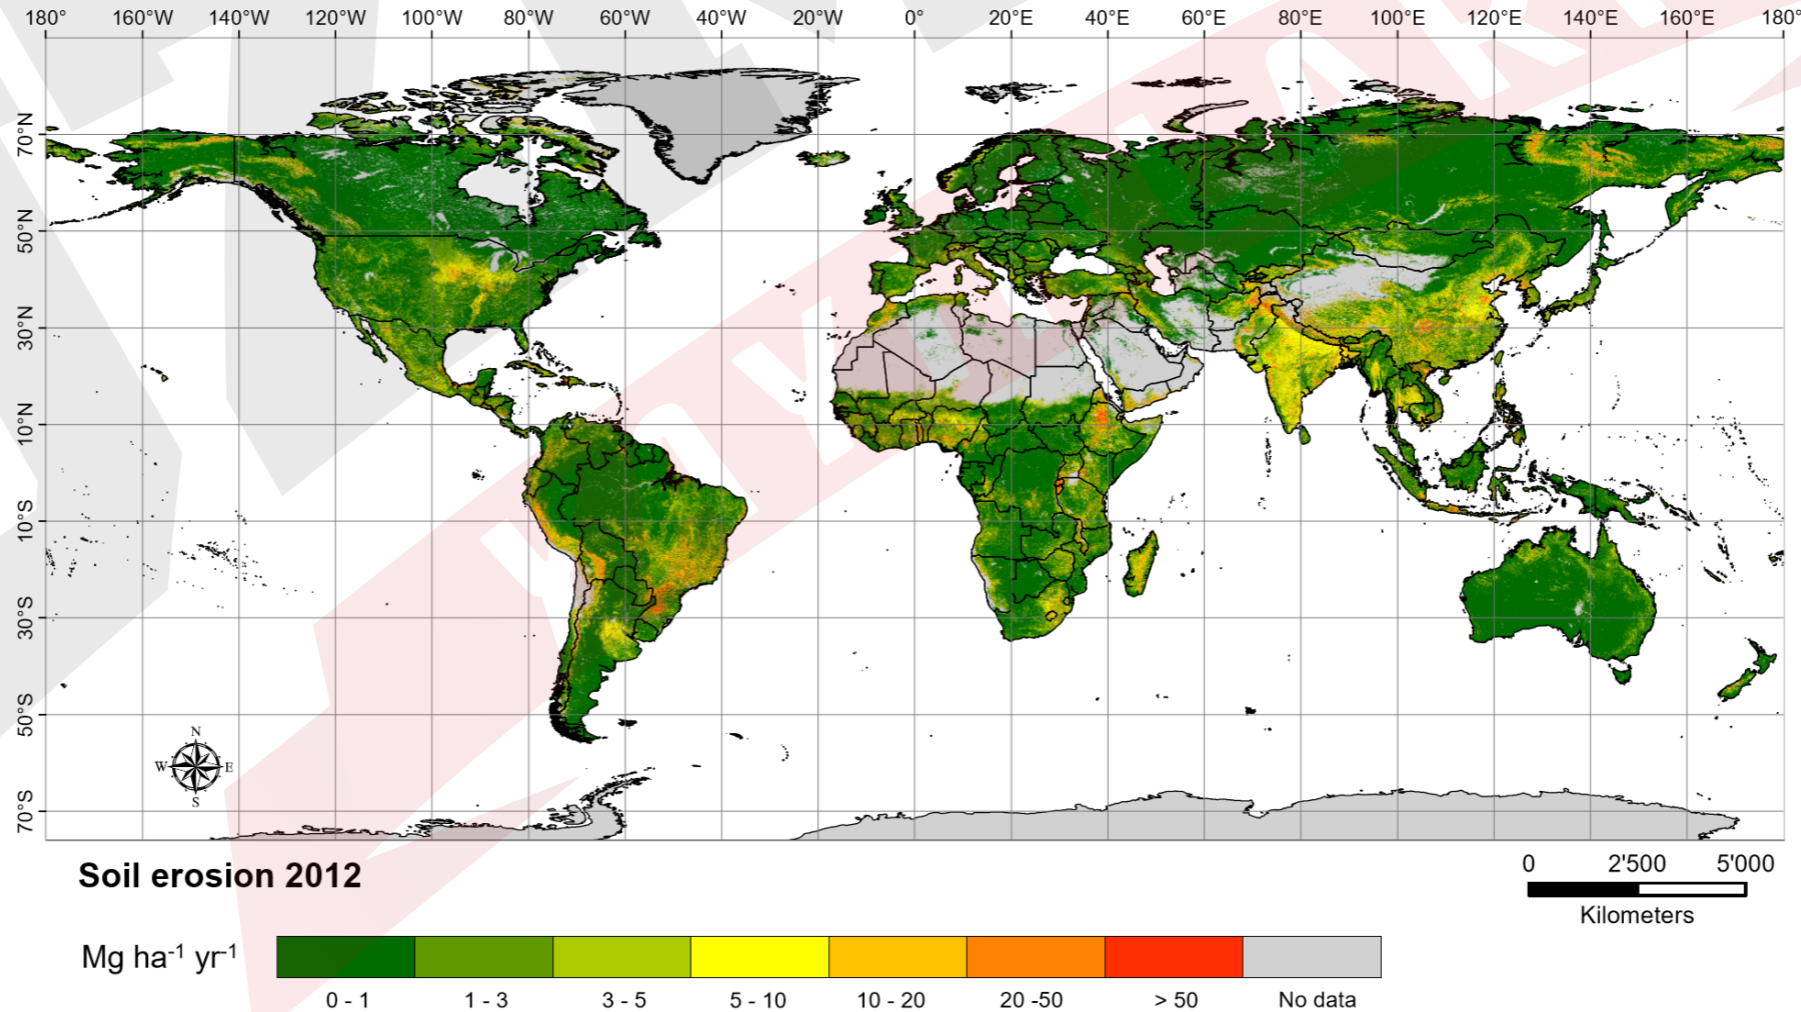 180° 160°W 140°W 120°W 100°W 80°W 60°W 40°W 20°W 0° 20°E 40°E 60°E 80°E 100°E 120°E 140°E 160°E 180°
70°N
50°N
30°N
10°N
10°S
30°S
50°S
70°S
N
W E
S
Soil erosion 2012
0 2'500 5'000
Kilometers
Mg ha⁻¹ yr⁻¹
0 - 1 1 - 3 3 - 5 5 - 10 10 - 20 20 -50 > 50 No data